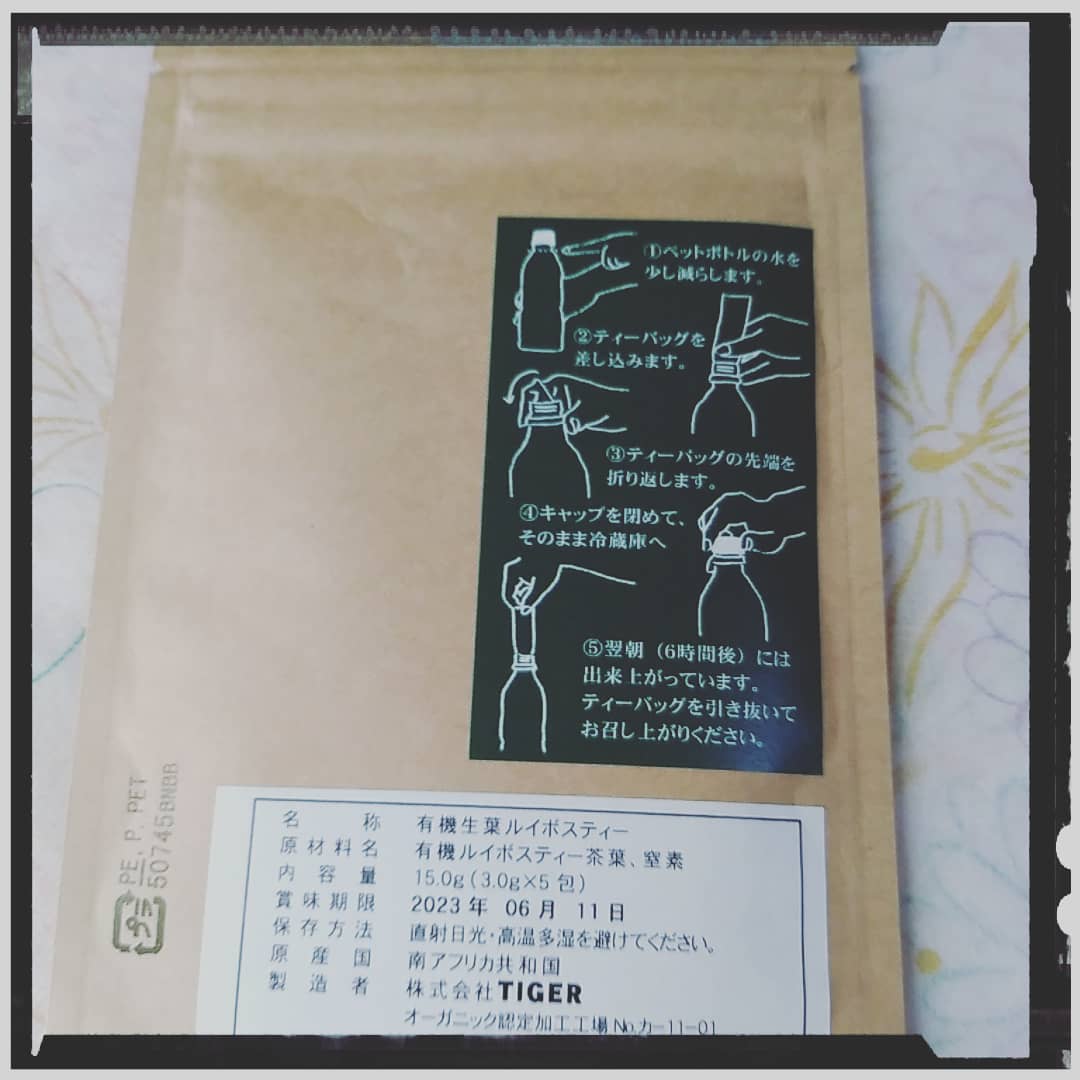 ①ペットボトルの水を
少し減らします。
②ティーバッグを
差し込みます。
③ティーバッグの先端を
折り返します。
④キャップを閉めて、
そのまま冷蔵庫へ
⑤翌朝（6時間後）には
出来上がっています。
ティーバッグを引き抜いて
お召し上がりください。
PE, P, PET
50745BNBB
プラ
名称 有機生葉ルイボスティー
原材料名 有機ルイボスティー茶葉、窒素
内容量 15.0g (3.0g×5包)
賞味期限 2023年 06月 11日
保存方法 直射日光・高温多湿を避けてください。
原産国 南アフリカ共和国
製造者 株式会社TIGER
オーガニック認定加工工場 No.カ-11-01